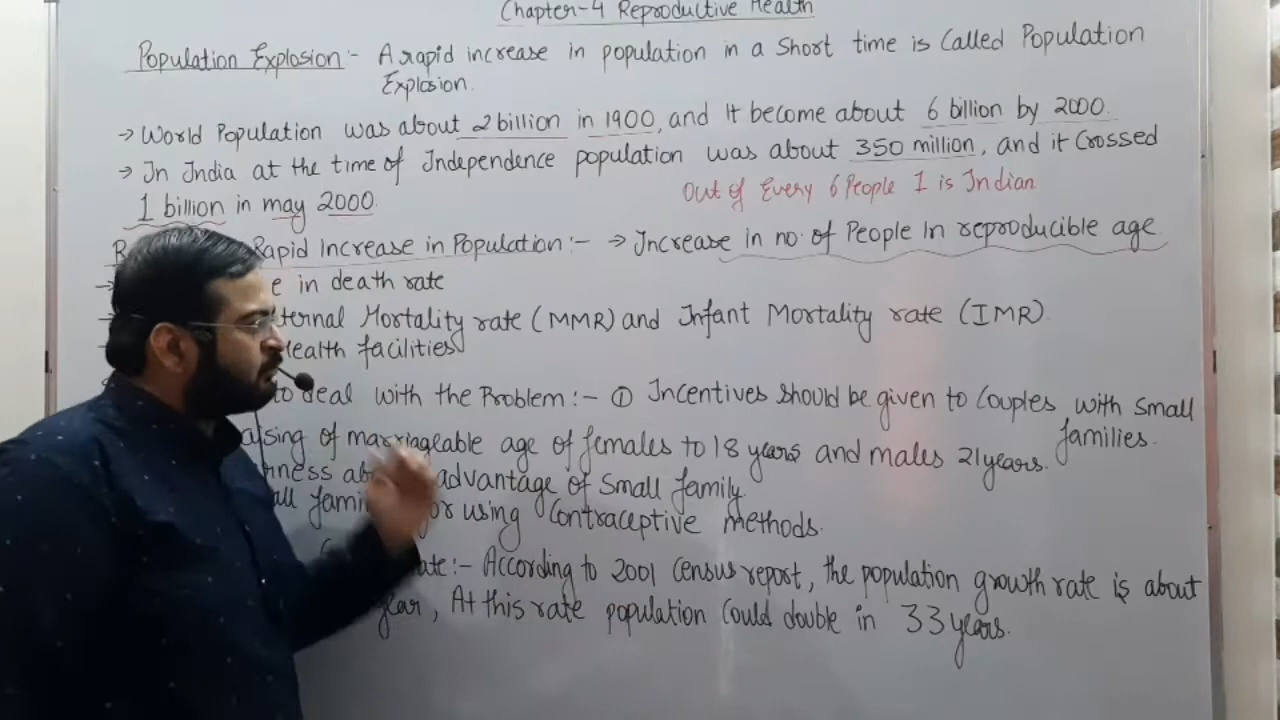 Chapter-4 Reproductive Health
Population Explosion :- A rapid increase in population in a Short time is Called Population
Explosion.
→ World Population was about 2 billion in 1900, and It become about 6 billion by 2000.
→ In India at the time of Independence population was about 350 million, and it Crossed
Out of Every 6 People 1 is Indian
1 billion in may 2000.
Rapid Increase in Population :- → Increase in no. of People In reproducible age
→ in death rate
Mortality rate (MMR) and Infant Mortality rate (IMR).
Health facilities
to deal with the Problem :- ① Incentives Should be given to Couples with Small
families.
of marriageable age of females to 18 years and males 21 years.
advantage of Small family.
for using Contraceptive methods.
:- According to 2001 Census report, the population growth rate is about
year, At this rate population Could double in 33 years.